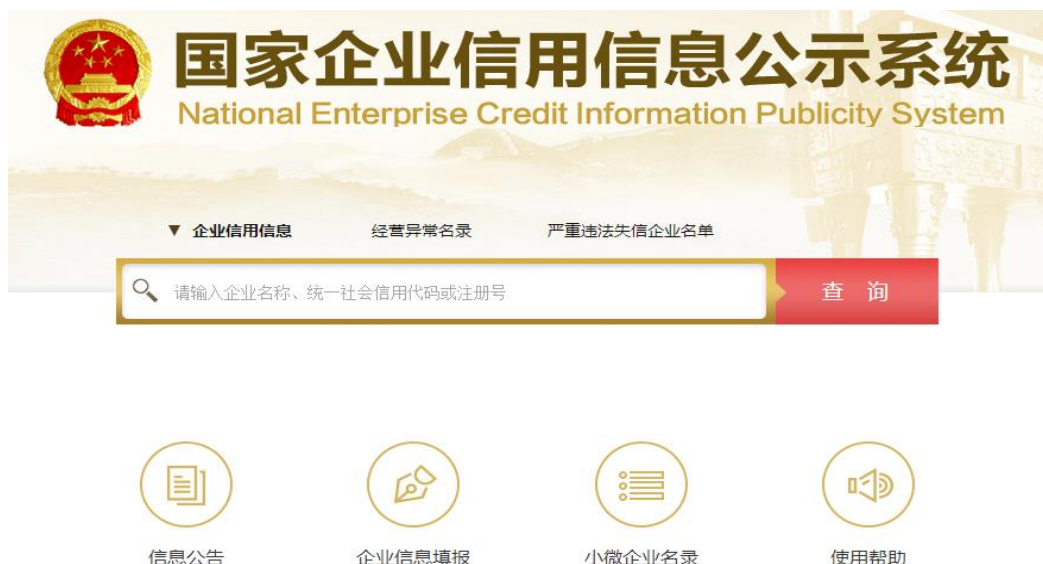 国家企业信用信息公示系统
National Enterprise Credit Information Publicity System
▼ 企业信用信息 经营异常名录 严重违法失信企业名单
请输入企业名称、统一社会信用代码或注册号 查 询
信息公告 企业信息填报 小微企业名录 使用帮助